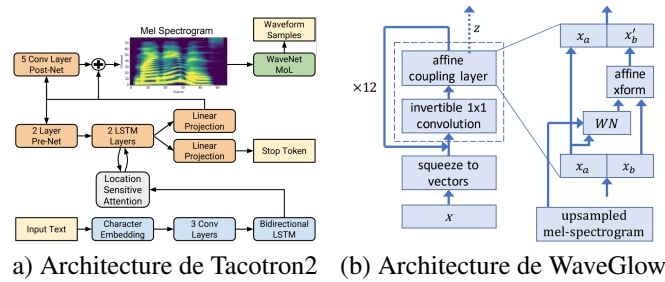 Mel Spectrogram
Waveform
Samples
5 Conv Layer
Post-Net
WaveNet
MoL
Frame
2 Layer
Pre-Net
2 LSTM
Layers
Linear
Projection
Linear
Projection
Stop Token
Location
Sensitive
Attention
Input Text
Character
Embedding
3 Conv
Layers
Bidirectional
LSTM
a) Architecture de Tacotron2
z
×12
affine
coupling layer
invertible 1x1
convolution
squeeze to
vectors
x
x_a x_b'
affine
xform
WN
x_a x_b
upsampled
mel-spectrogram
(b) Architecture de WaveGlow